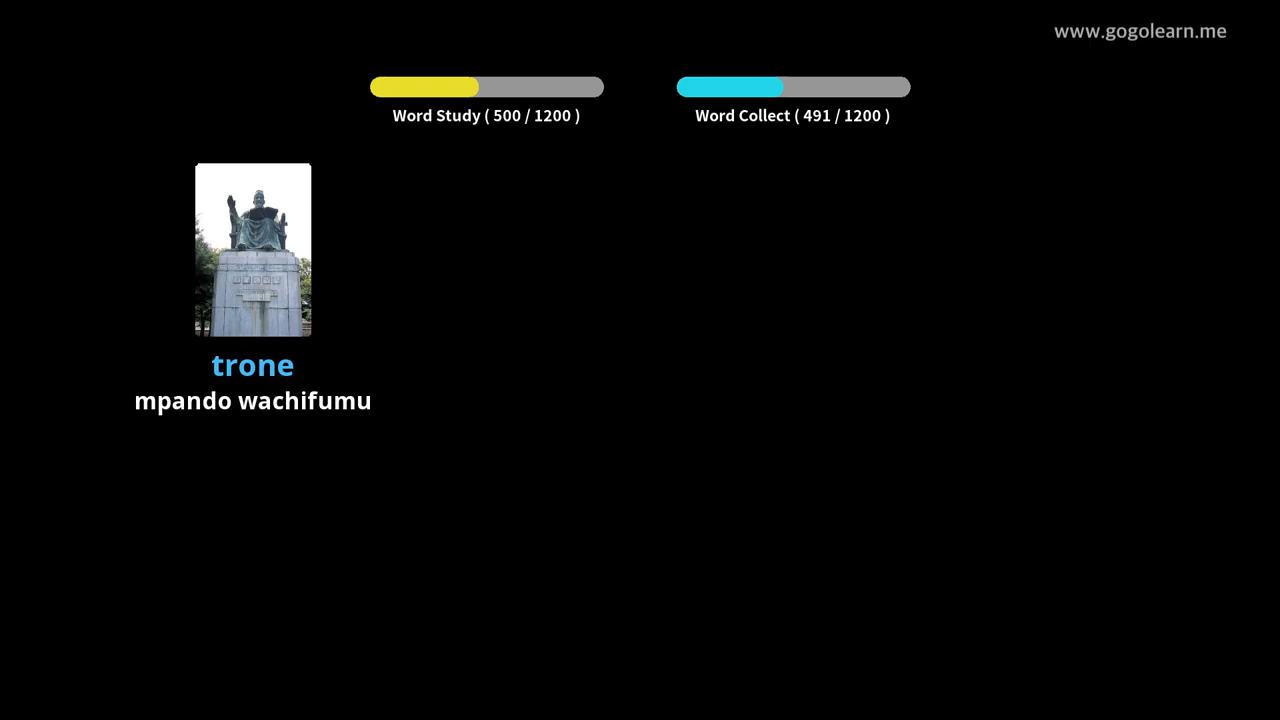 www.gogolearn.me
Word Study ( 500 / 1200 )
Word Collect ( 491 / 1200 )
trone
mpando wachifumu